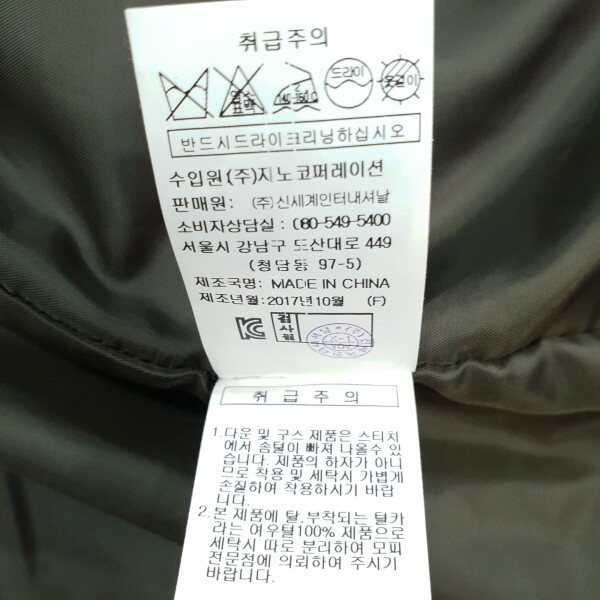 취급주의
드라이
옷걸이
140-160℃
반드시드라이크리닝하십시오
수입원(주)지노코퍼레이션
판매원: (주)신세계인터내셔날
소비자상담실: 080-549-5400
서울시 강남구 도산대로 449
(청담동 97-5)
제조국명: MADE IN CHINA
제조년월: 2017년10월 (F)
검사필
취급주의
1.다운 및 구스 제품은 스티치
에서 솜털이 빠져 나올수 있
습니다. 제품의 하자가 아니
므로 착용 및 세탁시 가볍게
손질하여 착용하시기 바랍
니다.
2.본 제품에 탈,부착되는 털카
라는 여우털100% 제품으로
세탁시 따로 분리하여 모피
전문점에 의뢰하여 주시기
바랍니다.